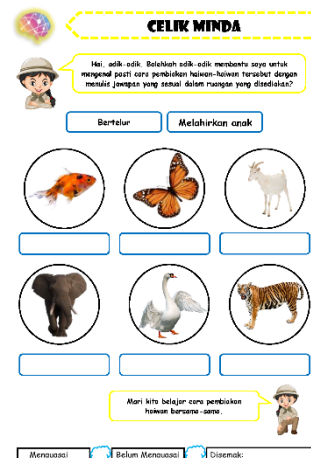 CELIK MINDA
Hai, adik-adik. Bolehkah adik-adik membantu saya untuk
mengenal pasti cara pembiakan haiwan-haiwan tersebut dengan
menulis jawapan yang sesuai dalam ruangan yang disediakan?
Bertelur
Melahirkan anak
Mari kita belajar cara pembiakan
haiwan bersama-sama.
Menguasai
Belum Menguasai
Disemak: